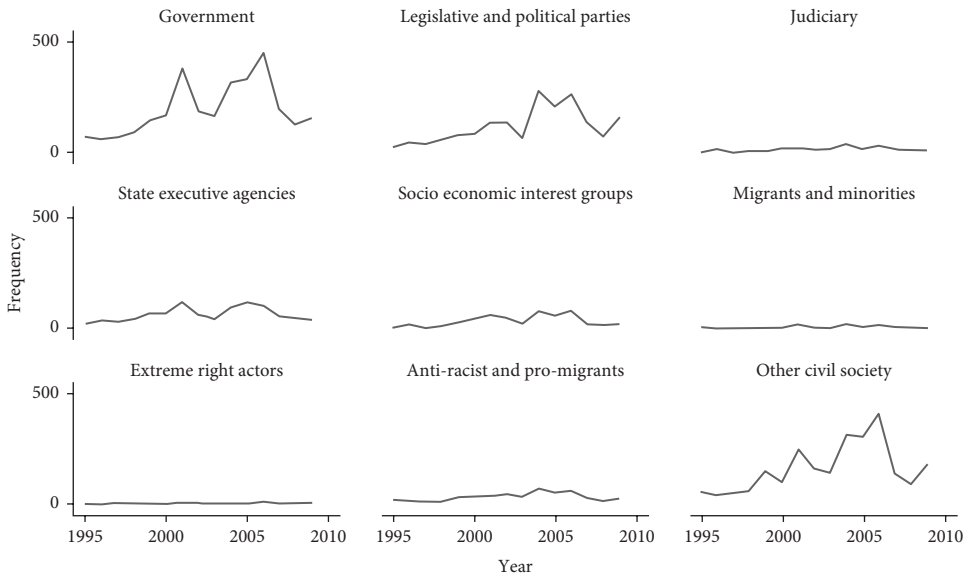 Government
Legislative and political parties
Judiciary
500
0
State executive agencies
Socio economic interest groups
Migrants and minorities
500
0
Frequency
Extreme right actors
Anti-racist and pro-migrants
Other civil society
500
0
1995 2000 2005 2010
1995 2000 2005 2010
1995 2000 2005 2010
Year